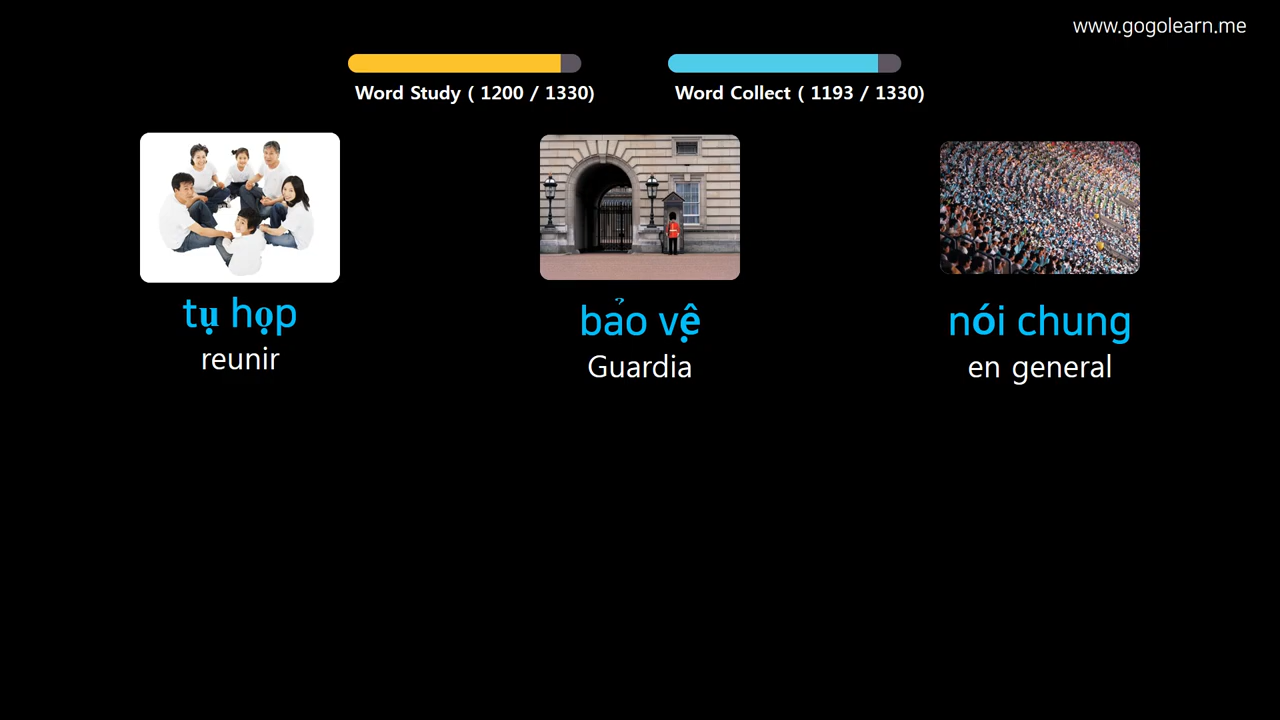 www.gogolearn.me
Word Study ( 1200 / 1330)
Word Collect ( 1193 / 1330)
tụ họp
reunir
bảo vệ
Guardia
nói chung
en general